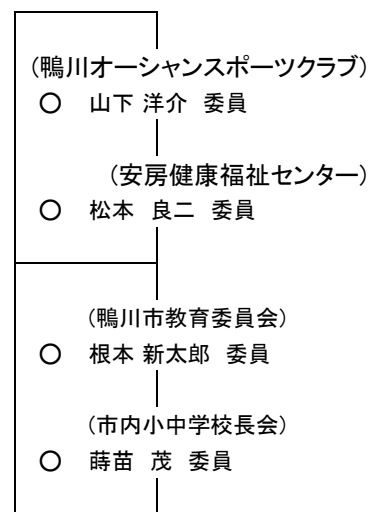 (鴨川オーシャンスポーツクラブ)
○ 山下 洋介 委員
(安房健康福祉センター)
○ 松本 良二 委員
(鴨川市教育委員会)
○ 根本 新太郎 委員
(市内小中学校長会)
○ 蒔苗 茂 委員